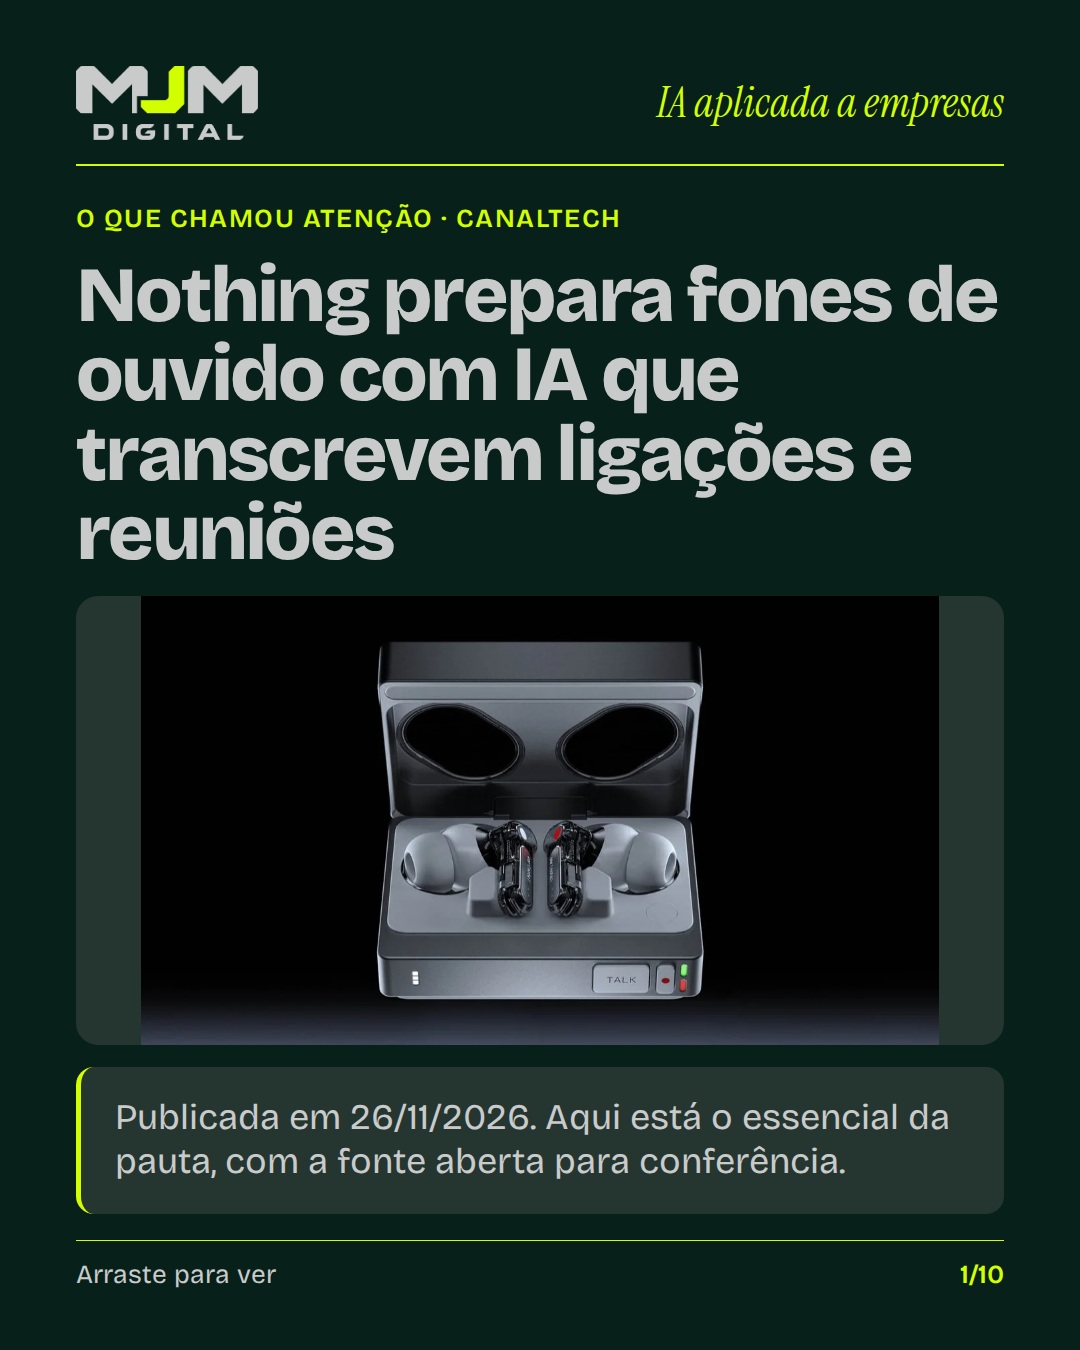 MJM
DIGITAL
IA aplicada a empresas
O QUE CHAMOU ATENÇÃO · CANALTECH
Nothing prepara fones de
ouvido com IA que
transcrevem ligações e
reuniões
TALK
Publicada em 26/11/2026. Aqui está o essencial da
pauta, com a fonte aberta para conferência.
Arraste para ver
1/10